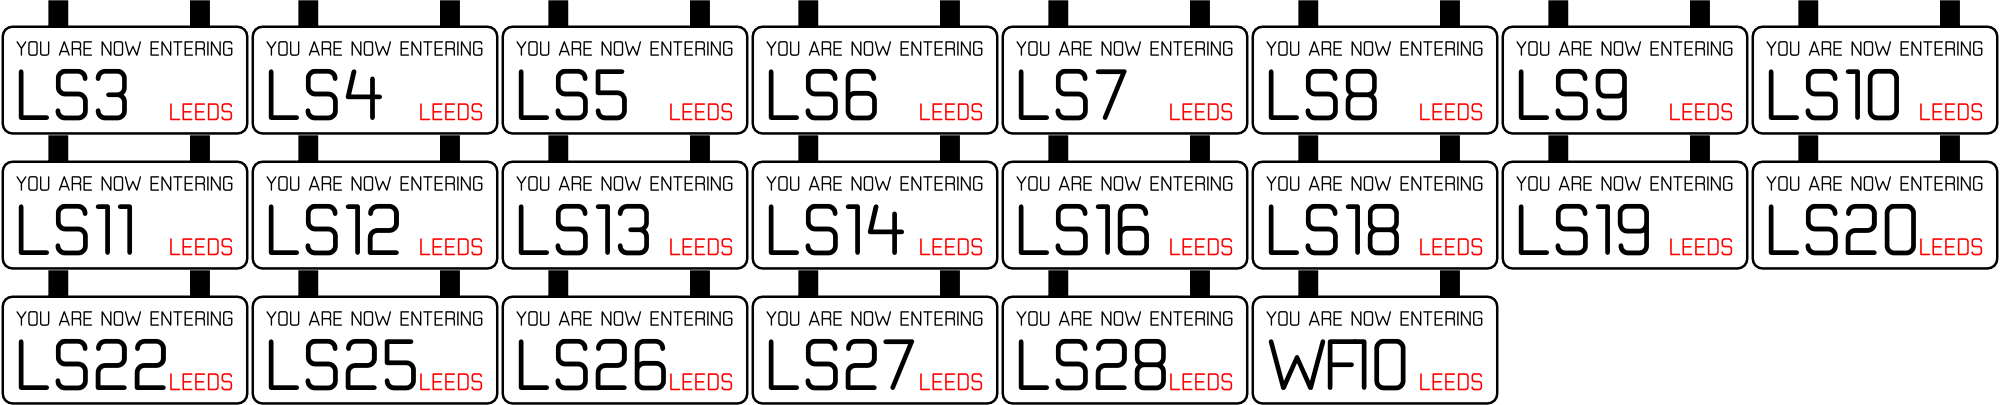 YOU ARE NOW ENTERING
LS3 LEEDS
YOU ARE NOW ENTERING
LS4 LEEDS
YOU ARE NOW ENTERING
LS5 LEEDS
YOU ARE NOW ENTERING
LS6 LEEDS
YOU ARE NOW ENTERING
LS7 LEEDS
YOU ARE NOW ENTERING
LS8 LEEDS
YOU ARE NOW ENTERING
LS9 LEEDS
YOU ARE NOW ENTERING
LS10 LEEDS
YOU ARE NOW ENTERING
LS11 LEEDS
YOU ARE NOW ENTERING
LS12 LEEDS
YOU ARE NOW ENTERING
LS13 LEEDS
YOU ARE NOW ENTERING
LS14 LEEDS
YOU ARE NOW ENTERING
LS16 LEEDS
YOU ARE NOW ENTERING
LS18 LEEDS
YOU ARE NOW ENTERING
LS19 LEEDS
YOU ARE NOW ENTERING
LS20 LEEDS
YOU ARE NOW ENTERING
LS22 LEEDS
YOU ARE NOW ENTERING
LS25 LEEDS
YOU ARE NOW ENTERING
LS26 LEEDS
YOU ARE NOW ENTERING
LS27 LEEDS
YOU ARE NOW ENTERING
LS28 LEEDS
YOU ARE NOW ENTERING
WF10 LEEDS